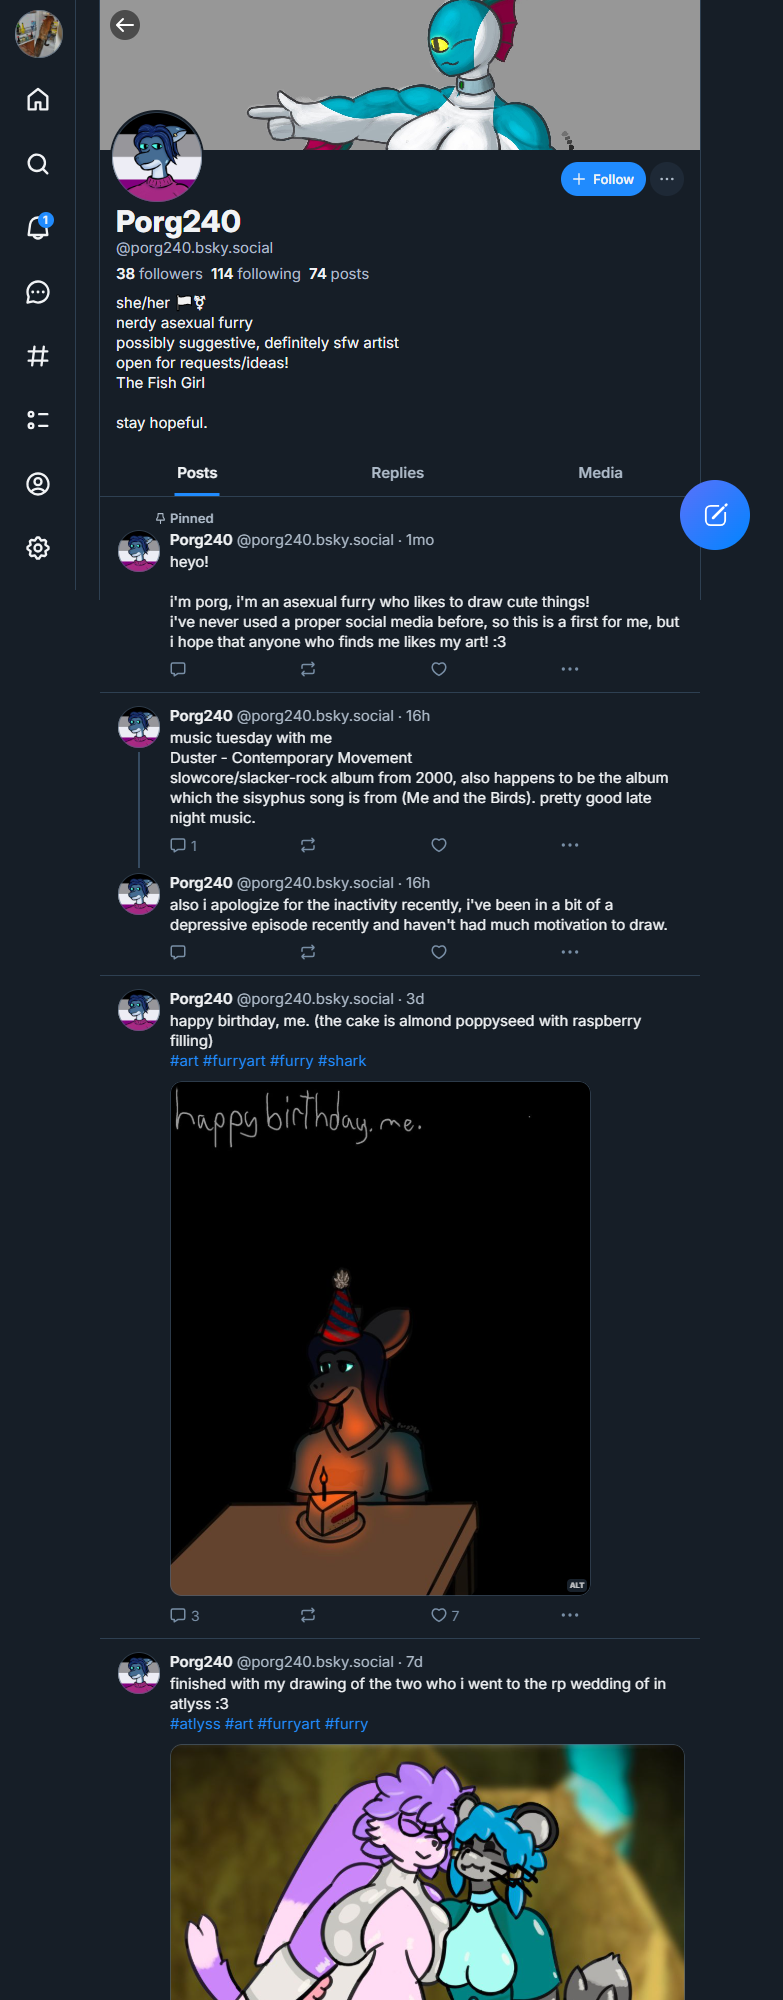 + Follow
Porg240
@porg240.bsky.social
38 followers 114 following 74 posts
she/her 🏳️‍⚧️
nerdy asexual furry
possibly suggestive, definitely sfw artist
open for requests/ideas!
The Fish Girl
stay hopeful.
Posts Replies Media
Pinned
Porg240 @porg240.bsky.social · 1mo
heyo!
i'm porg, i'm an asexual furry who likes to draw cute things!
i've never used a proper social media before, so this is a first for me, but
i hope that anyone who finds me likes my art! :3
Porg240 @porg240.bsky.social · 16h
music tuesday with me
Duster - Contemporary Movement
slowcore/slacker-rock album from 2000, also happens to be the album
which the sisyphus song is from (Me and the Birds). pretty good late
night music.
1
Porg240 @porg240.bsky.social · 16h
also i apologize for the inactivity recently, i've been in a bit of a
depressive episode recently and haven't had much motivation to draw.
Porg240 @porg240.bsky.social · 3d
happy birthday, me. (the cake is almond poppyseed with raspberry
filling)
#art #furryart #furry #shark
happy birthday, me.
ALT
3 7
Porg240 @porg240.bsky.social · 7d
finished with my drawing of the two who i went to the rp wedding of in
atlyss :3
#atlyss #art #furryart #furry
1